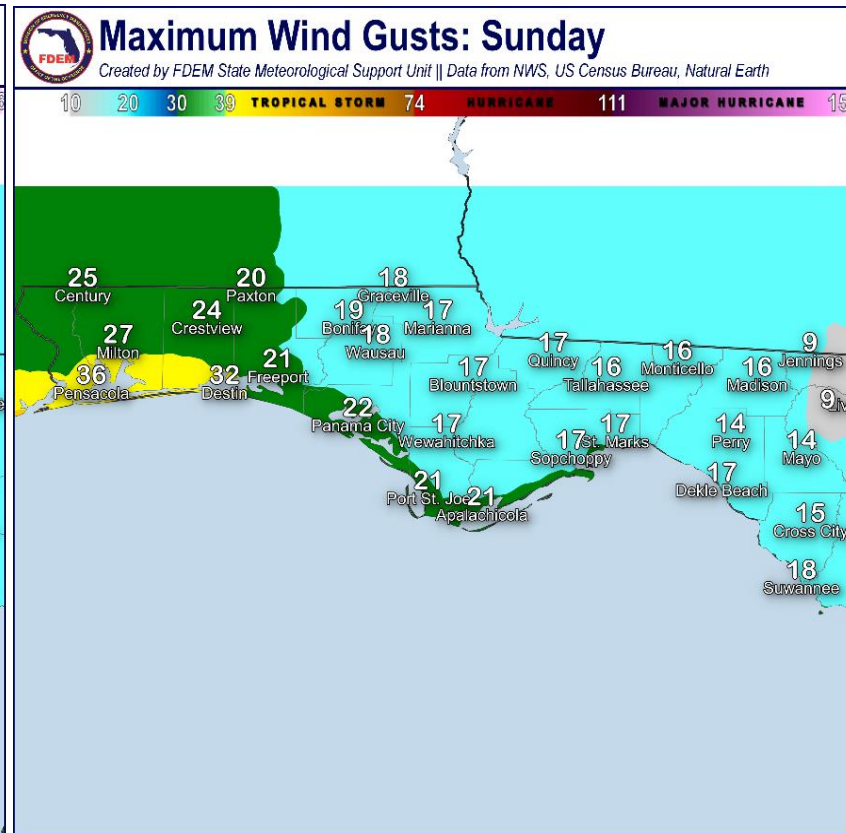 Maximum Wind Gusts: Sunday
Created by FDEM State Meteorological Support Unit || Data from NWS, US Census Bureau, Natural Earth
FDEM
10 20 30 39 TROPICAL STORM 74 HURRICANE 111 MAJOR HURRICANE 15
25
Century
20
Paxton
18
Graceville
24
Crestview
19
Bonifay
17
Marianna
27
Milton
18
Wausau
17
Quincy
16
Monticello
9
Jennings
36
Pensacola
32
Destin
21
Freeport
17
Blountstown
16
Tallahassee
16
Madison
9
Liv
22
Panama City
17
Wewahitchka
17
Sopchoppy
17
St. Marks
14
Perry
14
Mayo
21
Port St. Joe
21
Apalachicola
17
Dekle Beach
15
Cross City
18
Suwannee